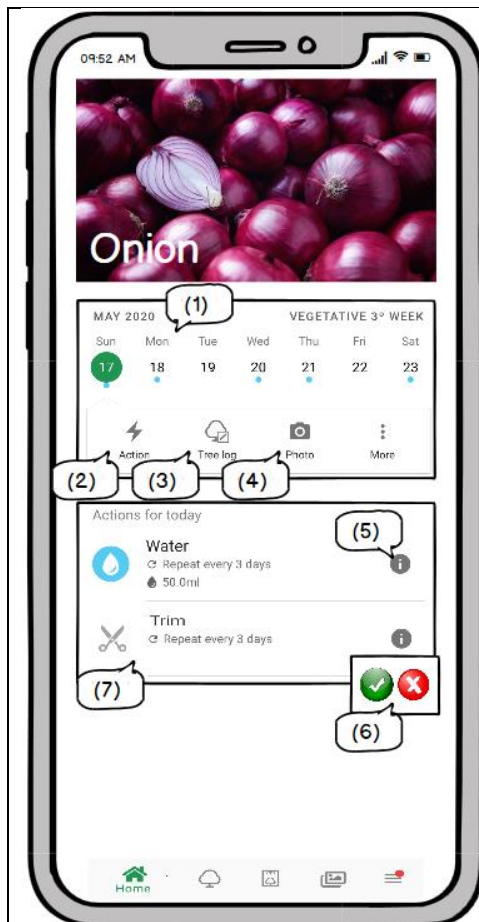 09:52 AM
Onion
(1)
MAY 2020 VEGETATIVE 3º WEEK
Sun Mon Tue Wed Thu Fri Sat
17 18 19 20 21 22 23
Action Tree log Photo More
(2) (3) (4)
Actions for today
(5)
Water
Repeat every 3 days
50.0ml
Trim
Repeat every 3 days
(7)
(6)
Home